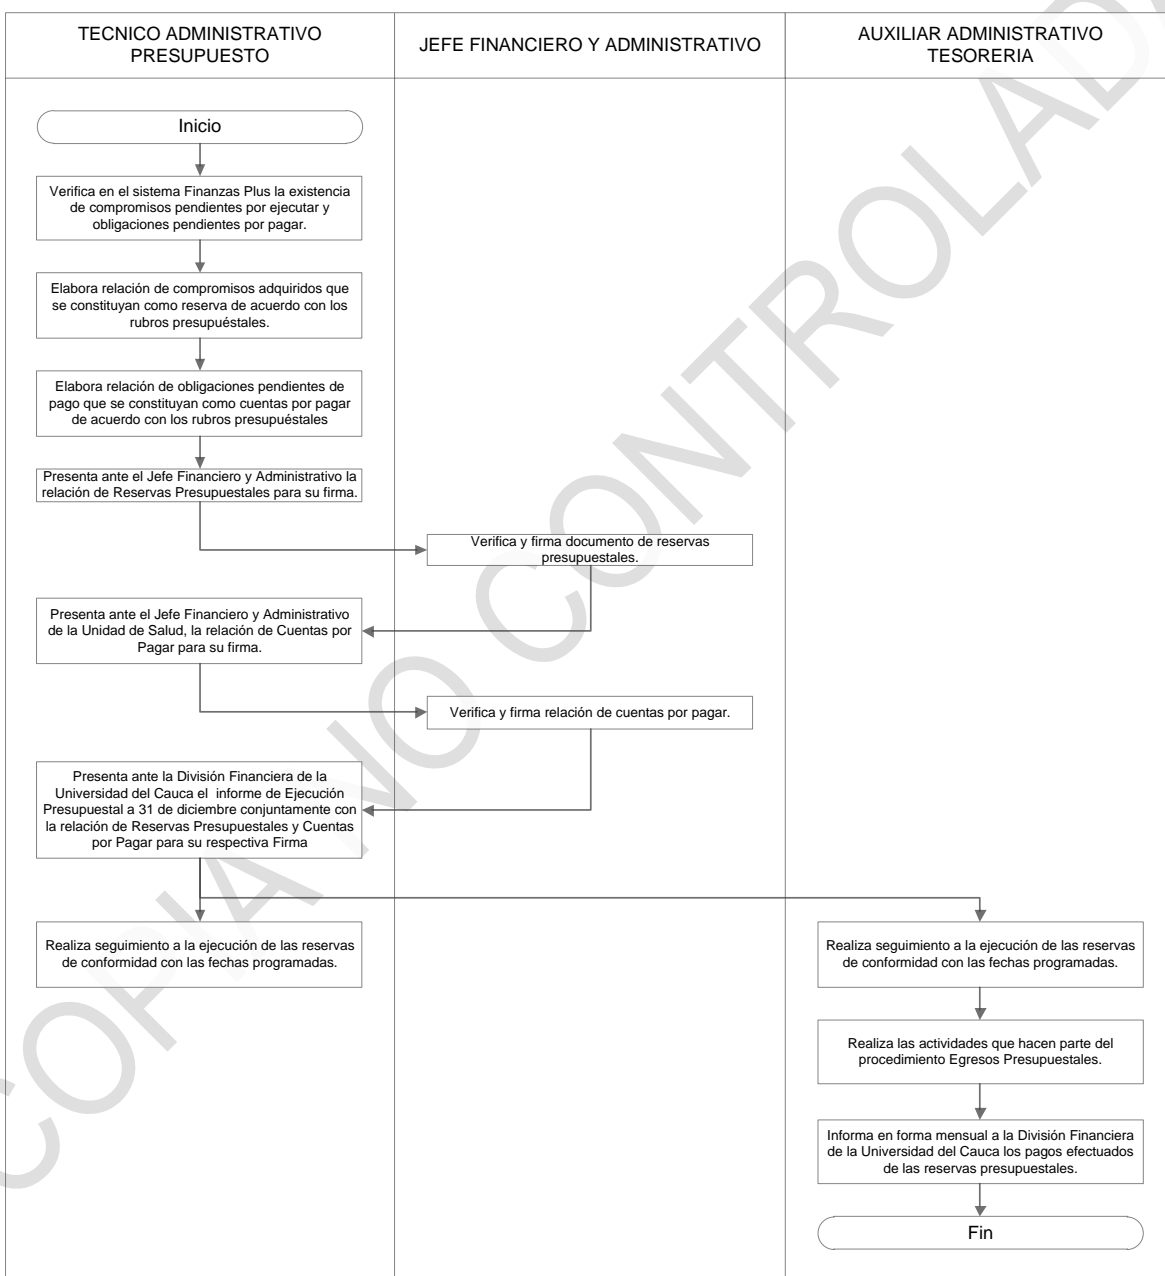 TECNICO ADMINISTRATIVO
PRESUPUESTO
JEFE FINANCIERO Y ADMINISTRATIVO
AUXILIAR ADMINISTRATIVO
TESORERIA
Inicio
Verifica en el sistema Finanzas Plus la existencia
de compromisos pendientes por ejecutar y
obligaciones pendientes por pagar.
Elabora relación de compromisos adquiridos que
se constituyan como reserva de acuerdo con los
rubros presupuéstales.
Elabora relación de obligaciones pendientes de
pago que se constituyan como cuentas por pagar
de acuerdo con los rubros presupuéstales
Presenta ante el Jefe Financiero y Administrativo la
relación de Reservas Presupuestales para su firma.
Verifica y firma documento de reservas
presupuestales.
Presenta ante el Jefe Financiero y Administrativo
de la Unidad de Salud, la relación de Cuentas por
Pagar para su firma.
Verifica y firma relación de cuentas por pagar.
Presenta ante la División Financiera de la
Universidad del Cauca el informe de Ejecución
Presupuestal a 31 de diciembre conjuntamente con
la relación de Reservas Presupuestales y Cuentas
por Pagar para su respectiva Firma
Realiza seguimiento a la ejecución de las reservas
de conformidad con las fechas programadas.
Realiza seguimiento a la ejecución de las reservas
de conformidad con las fechas programadas.
Realiza las actividades que hacen parte del
procedimiento Egresos Presupuestales.
Informa en forma mensual a la División Financiera
de la Universidad del Cauca los pagos efectuados
de las reservas presupuestales.
Fin
COPIA NO CONTROLADA